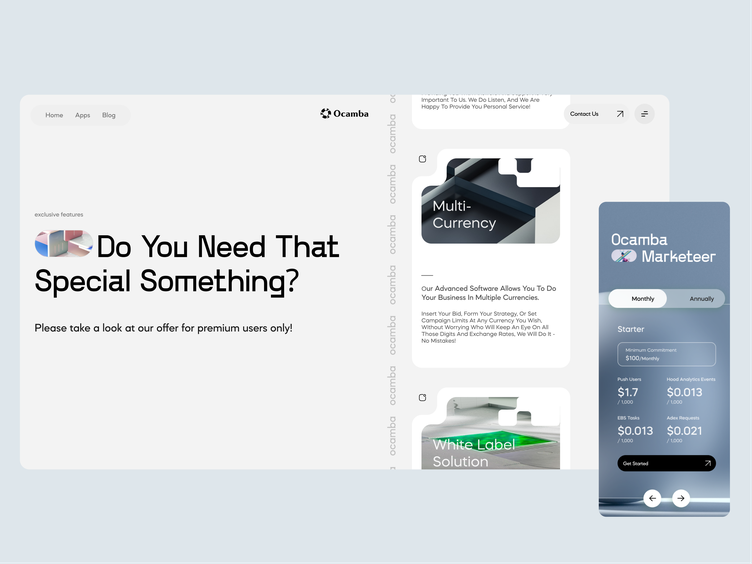 Home Apps Blog
Ocamba
exclusive features
Do You Need That
Special Something?
Please take a look at our offer for premium users only!
ocamba
ocamba
ocamba
ocamba
ocamba
ocamba
ocamba
Important To Us. We Do Listen, And We Are
Happy To Provide You Personal Service!
Contact Us
Multi-
Currency
Our Advanced Software Allows You To Do
Your Business In Multiple Currencies.
Insert Your Bid, Form Your Strategy, Or Set
Campaign Limits At Any Currency You Wish,
Without Worrying Who Will Keep An Eye On All
Those Digits And Exchange Rates, We Will Do It -
No Mistakes!
White Label
Solution
Ocamba
Marketeer
Monthly Annually
Starter
Minimum Commitment
$100/Monthly
Push Users Hood Analytics Events
$1.7 $0.013
/ 1,000 / 1,000
EBS Tasks Adex Requests
$0.013 $0.021
/ 1,000 / 1,000
Get Started